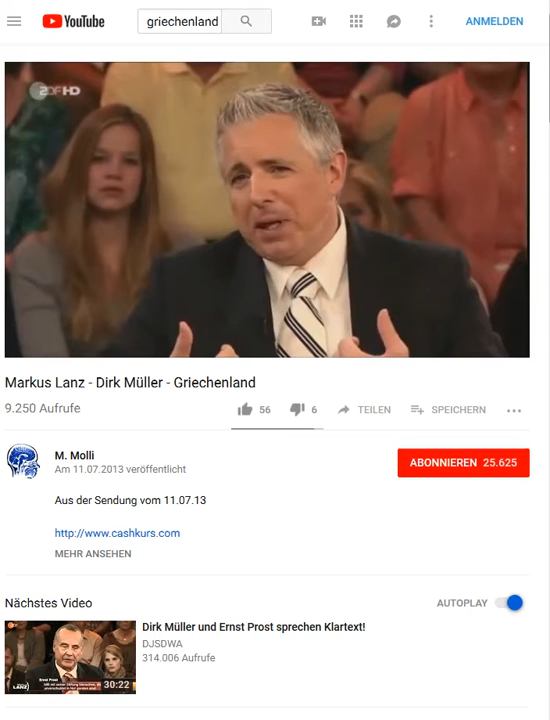 YouTube
griechenland
ANMELDEN
ZDF HD
Markus Lanz - Dirk Müller - Griechenland
9.250 Aufrufe
56
6
TEILEN
SPEICHERN
M. Molli
Am 11.07.2013 veröffentlicht
ABONNIEREN 25.625
Aus der Sendung vom 11.07.13
http://www.cashkurs.com
MEHR ANSEHEN
Nächstes Video
AUTOPLAY
Dirk Müller und Ernst Prost sprechen Klartext!
DJSDWA
314.006 Aufrufe
Ernst Prost
LANZ
30:22